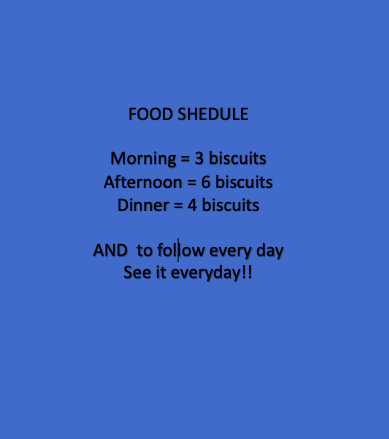 FOOD SHEDULE
Morning = 3 biscuits
Afternoon = 6 biscuits
Dinner = 4 biscuits
AND  to follow every day
See it everyday!!